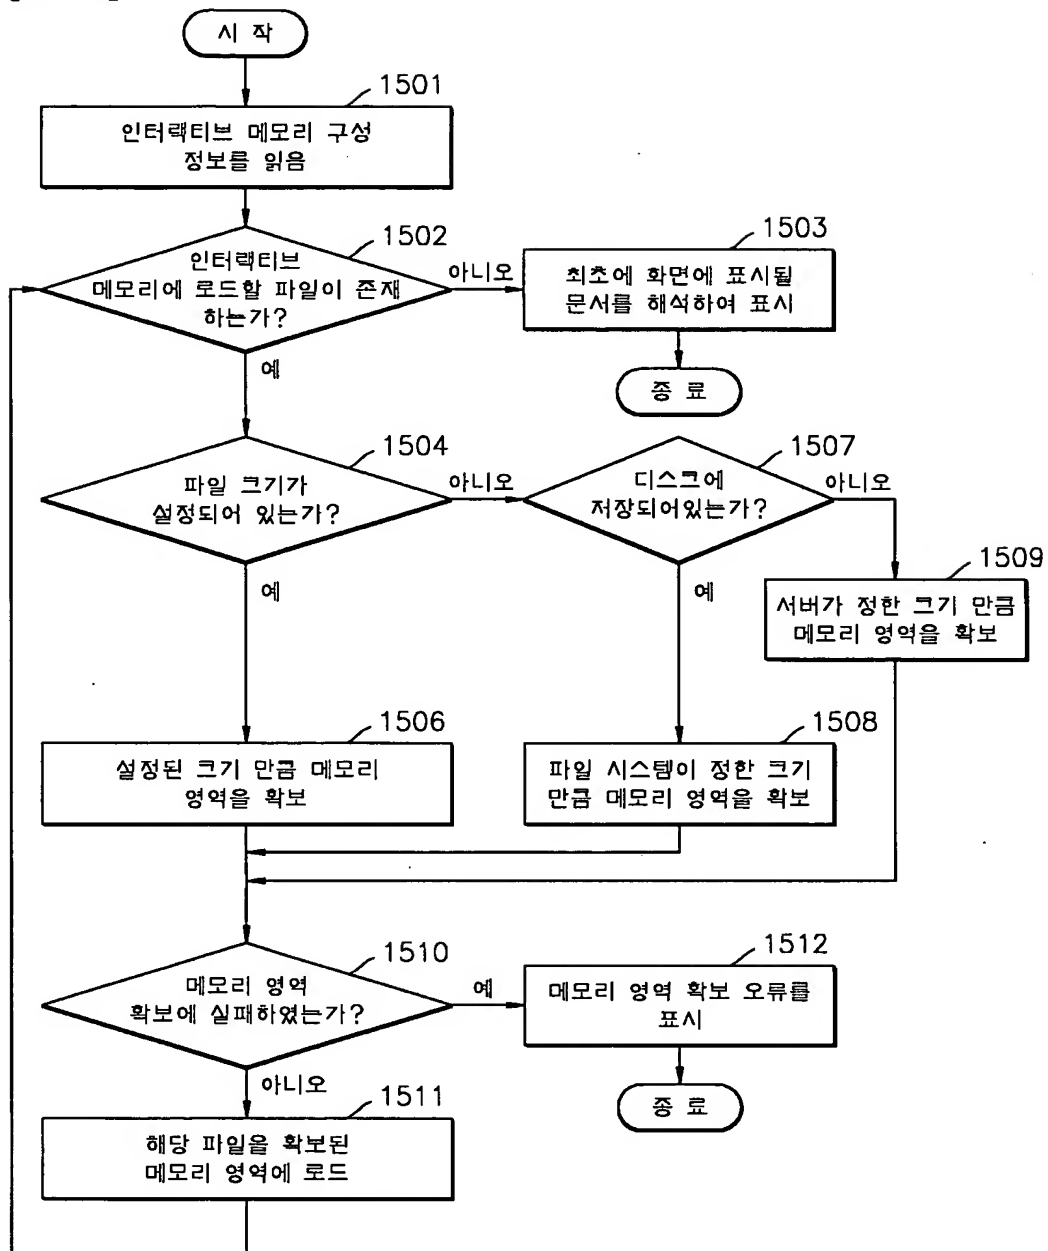 시 작
1501
인터랙티브 메모리 구성
정보를 읽음
1502
인터랙티브
메모리에 로드할 파일이 존재
하는가?
아니오
1503
최초에 화면에 표시될
문서를 해석하여 표시
예
종 료
1504
파일 크기가
설정되어 있는가?
아니오
1507
디스크에
저장되어있는가?
아니오
예
예
1509
서버가 정한 크기 만큼
메모리 영역을 확보
1506
설정된 크기 만큼 메모리
영역을 확보
1508
파일 시스템이 정한 크기
만큼 메모리 영역을 확보
1510
메모리 영역
확보에 실패하였는가?
예
1512
메모리 영역 확보 오류를
표시
아니오
종 료
1511
해당 파일을 확보된
메모리 영역에 로드